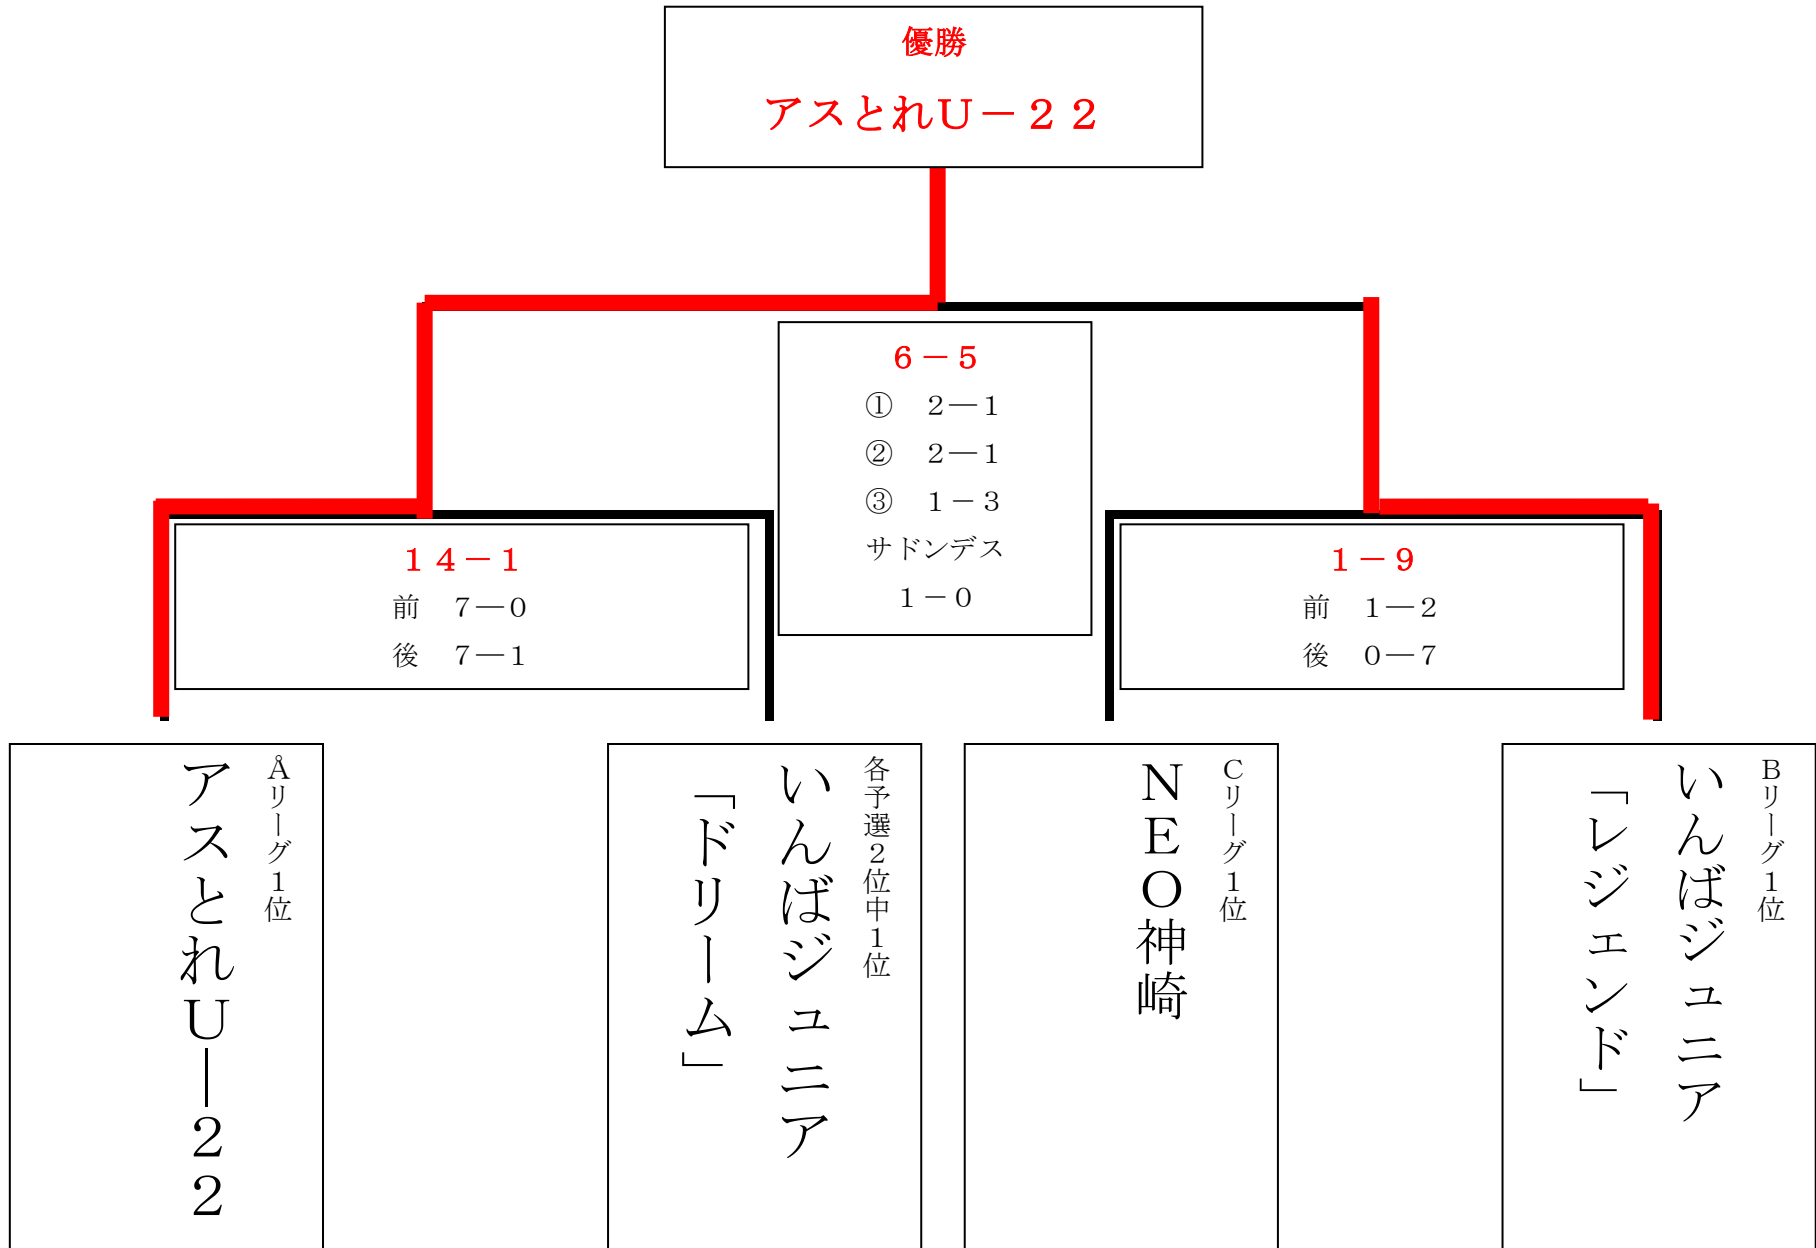 優勝
アスとれU－２２
６－５
① ２―１
② ２―１
③ １－３
サドンデス
１－０
１４－１
前 ７―０
後 ７―１
１－９
前 １―２
後 ０―７
Åリーグ１位
アスとれU―２２
各予選２位中１位
いんばジュニア
「ドリーム」
Cリーグ１位
ＮＥＯ神崎
Bリーグ１位
いんばジュニア
「レジェンド」